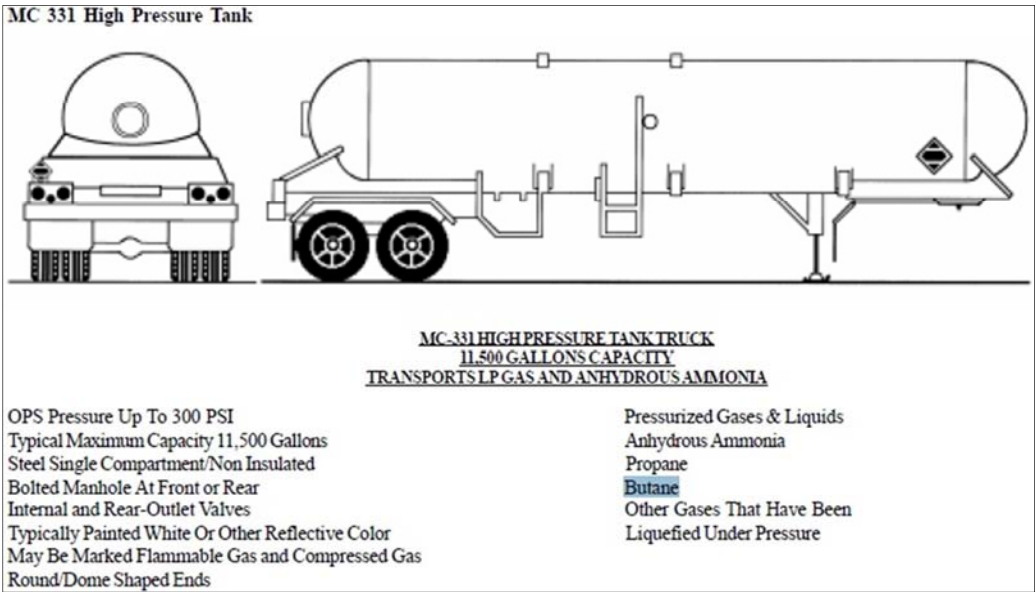 MC 331 High Pressure Tank
MC-331 HIGH PRESSURE TANK TRUCK
11,500 GALLONS CAPACITY
TRANSPORTS LP GAS AND ANHYDROUS AMMONIA
OPS Pressure Up To 300 PSI
Typical Maximum Capacity 11,500 Gallons
Steel Single Compartment/Non Insulated
Bolted Manhole At Front or Rear
Internal and Rear-Outlet Valves
Typically Painted White Or Other Reflective Color
May Be Marked Flammable Gas and Compressed Gas
Round/Dome Shaped Ends
Pressurized Gases & Liquids
Anhydrous Ammonia
Propane
Butane
Other Gases That Have Been
Liquefied Under Pressure